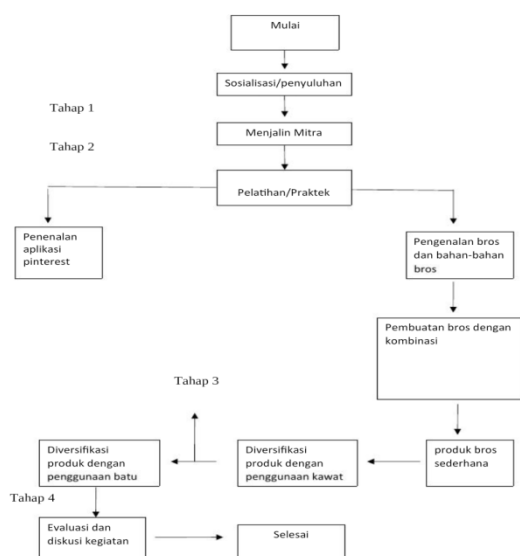 Mulai
Sosialisasi/penyuluhan
Tahap 1
Menjalin Mitra
Tahap 2
Pelatihan/Praktek
Penenalan
aplikasi
pinterest
Pengenalan bros
dan bahan-bahan
bros
Pembuatan bros dengan
kombinasi
Tahap 3
Diversifikasi
produk dengan
penggunaan batu
Diversifikasi
produk dengan
penggunaan kawat
produk bros
sederhana
Tahap 4
Evaluasi dan
diskusi kegiatan
Selesai